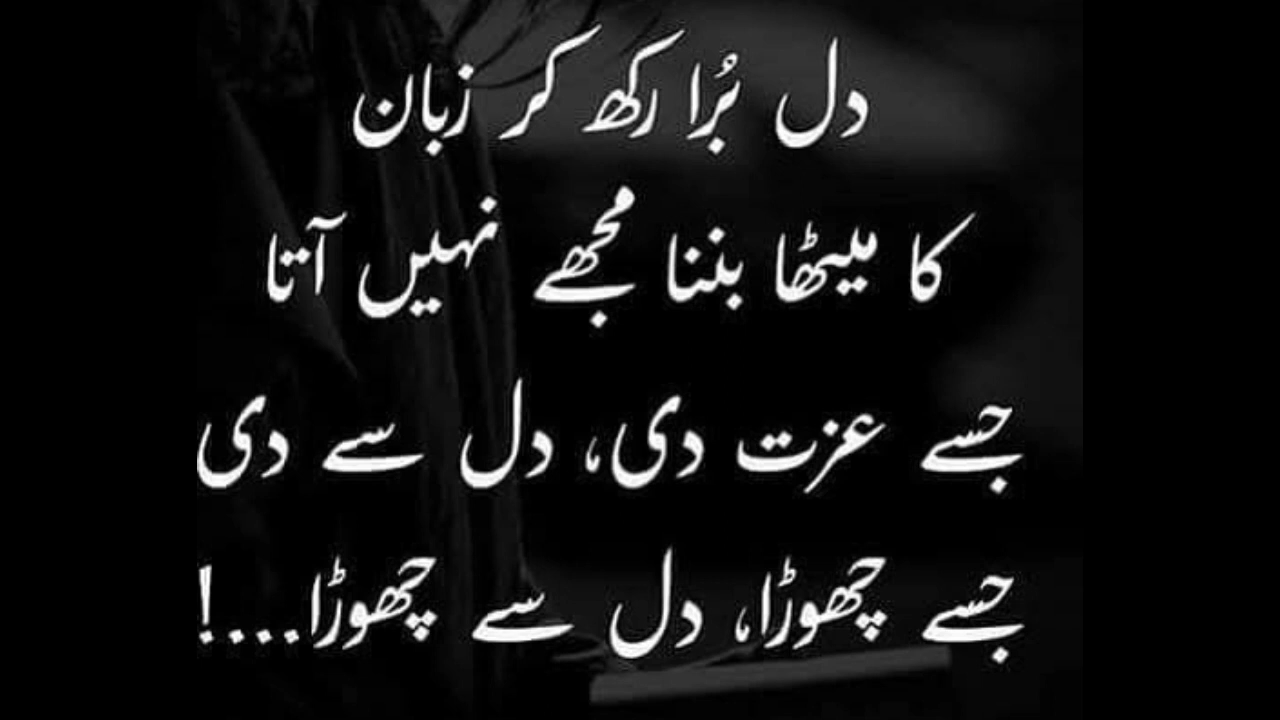 دل بُرا رکھ کر زبان
کا میٹھا بننا مجھے نہیں آتا
جسے عزت دی، دل سے دی
جسے چھوڑا، دل سے چھوڑا....!